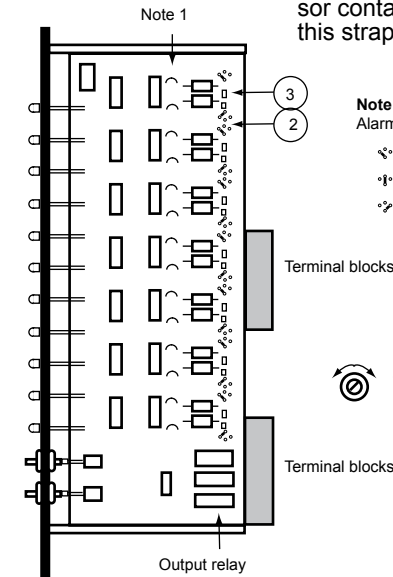 Note 1
sor conta
this strap
3
2
Note
Alarm
Terminal blocks
Terminal blocks
Output relay